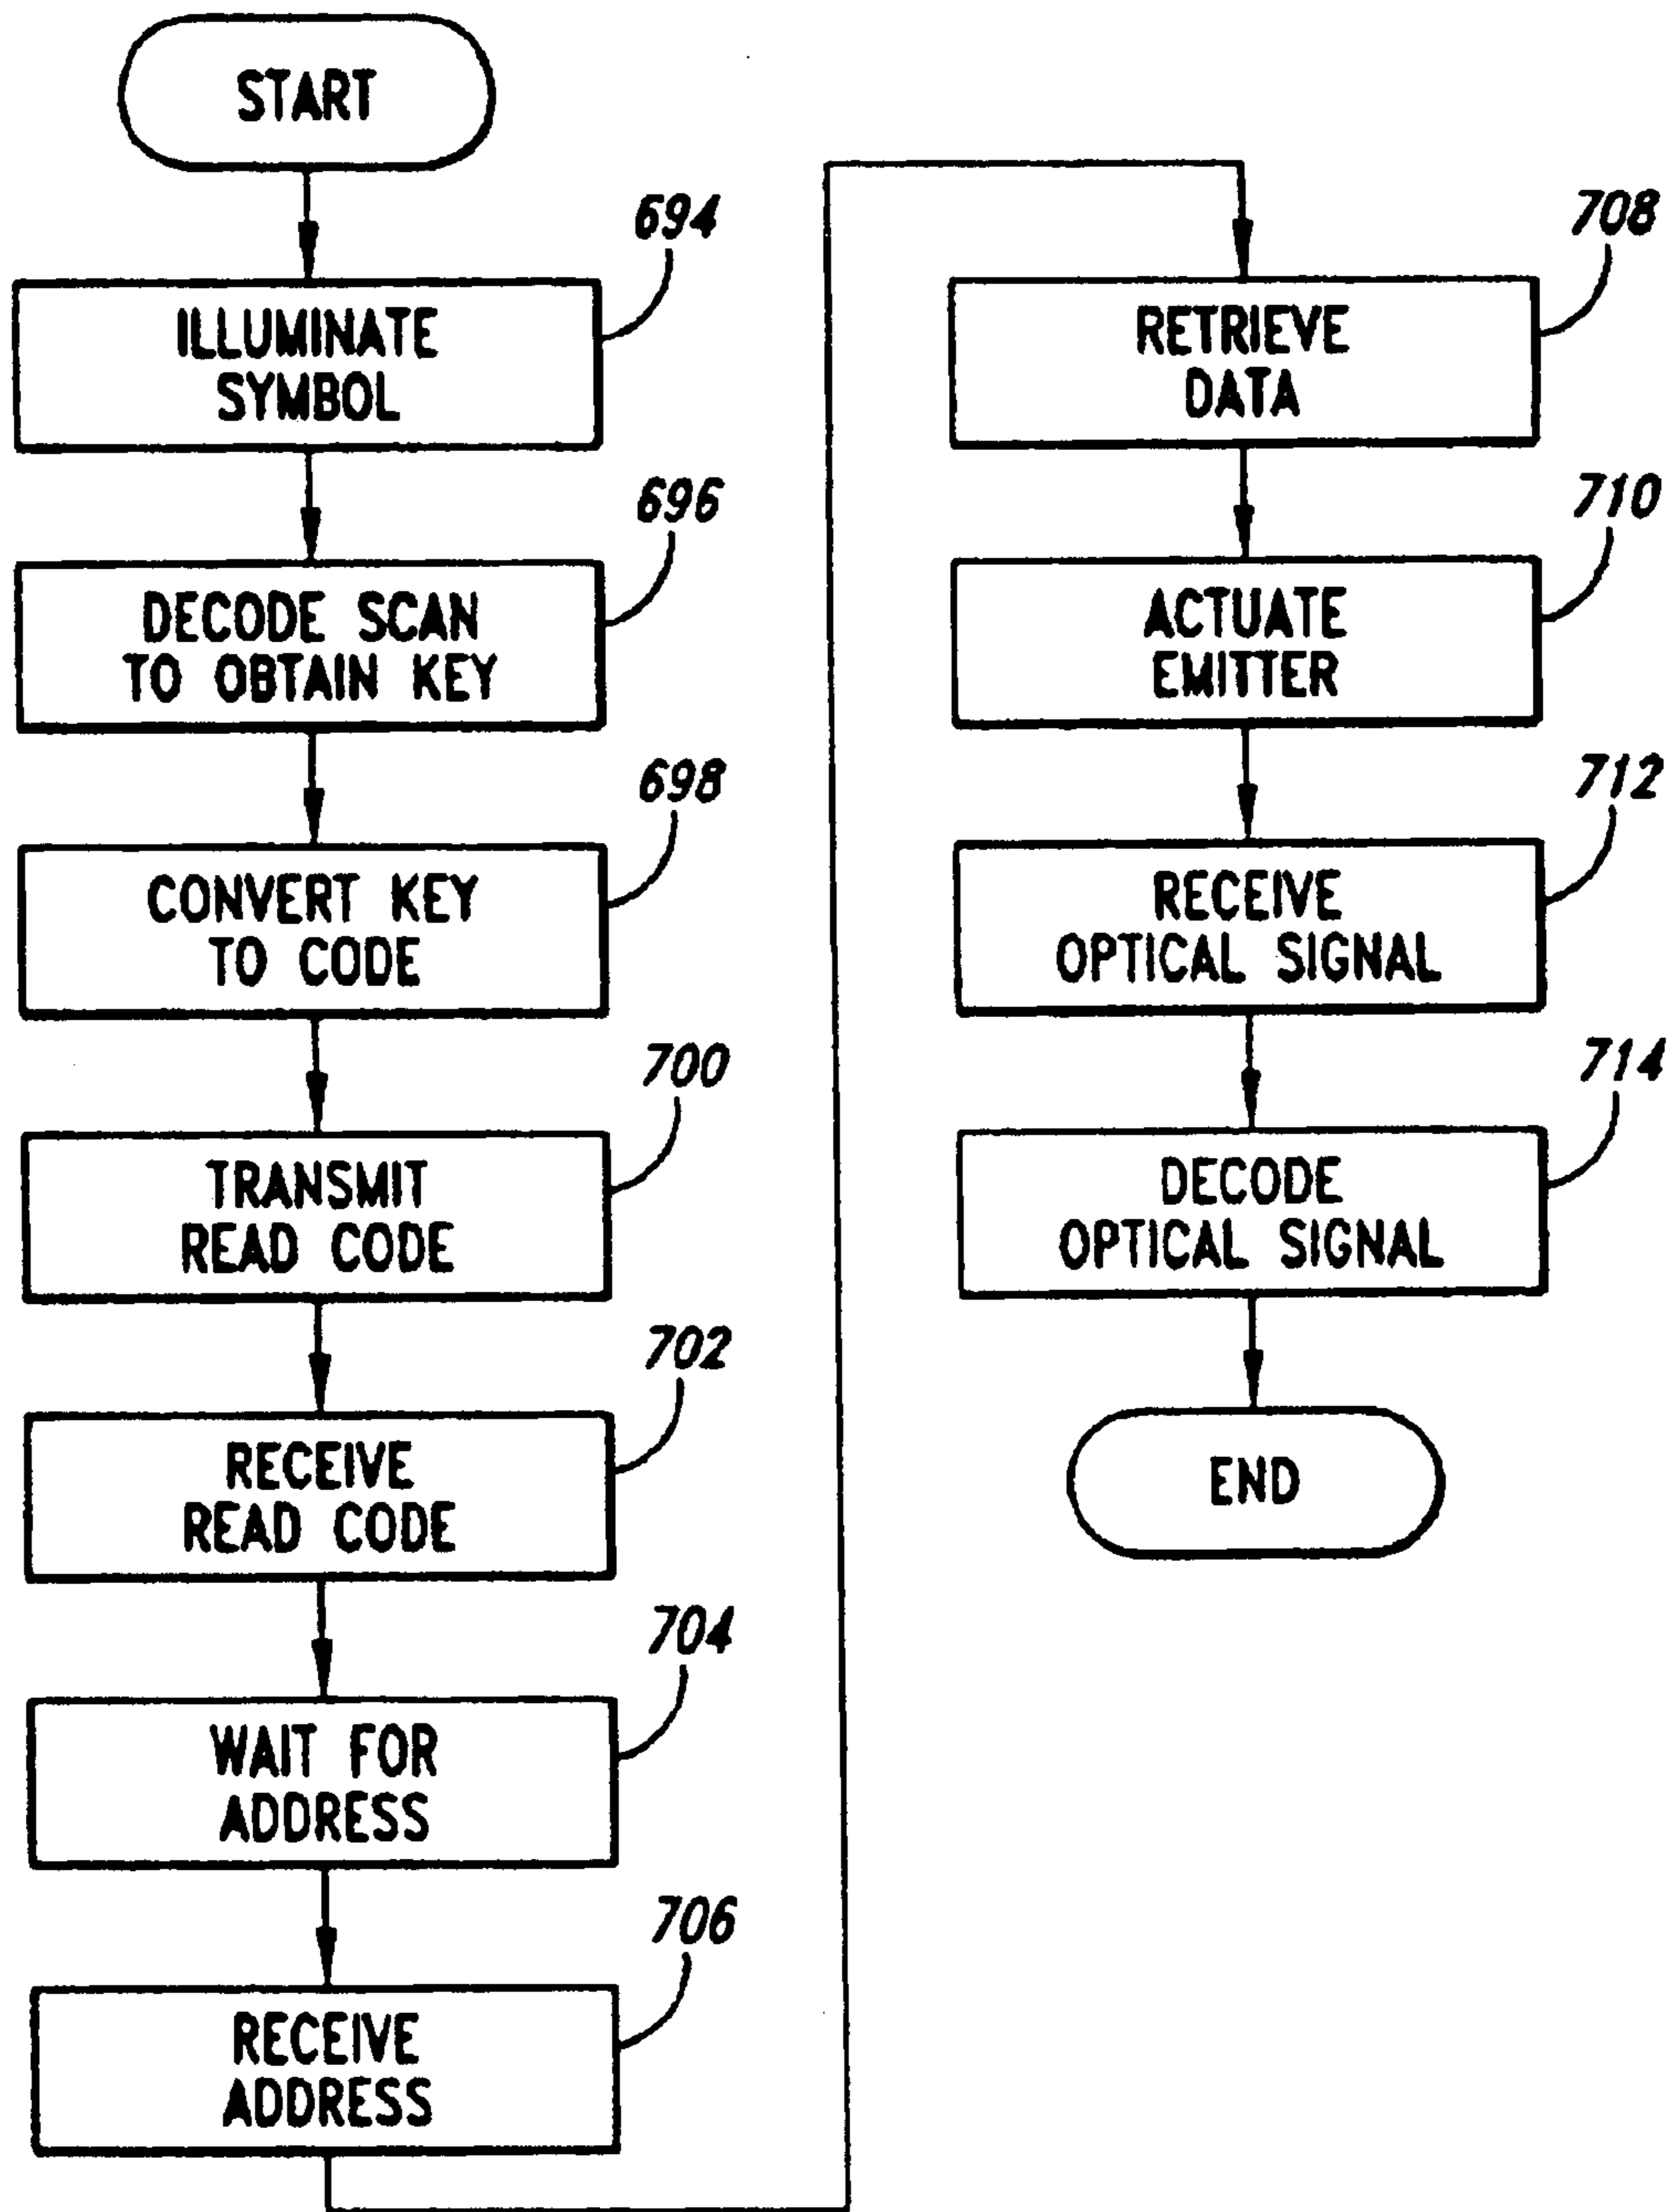 START
694
ILLUMINATE
SYMBOL
696
DECODE SCAN
TO OBTAIN KEY
698
CONVERT KEY
TO CODE
700
TRANSMIT
READ CODE
702
RECEIVE
READ CODE
704
WAIT FOR
ADDRESS
706
RECEIVE
ADDRESS
708
RETRIEVE
DATA
710
ACTUATE
EMITTER
712
RECEIVE
OPTICAL SIGNAL
714
DECODE
OPTICAL SIGNAL
END